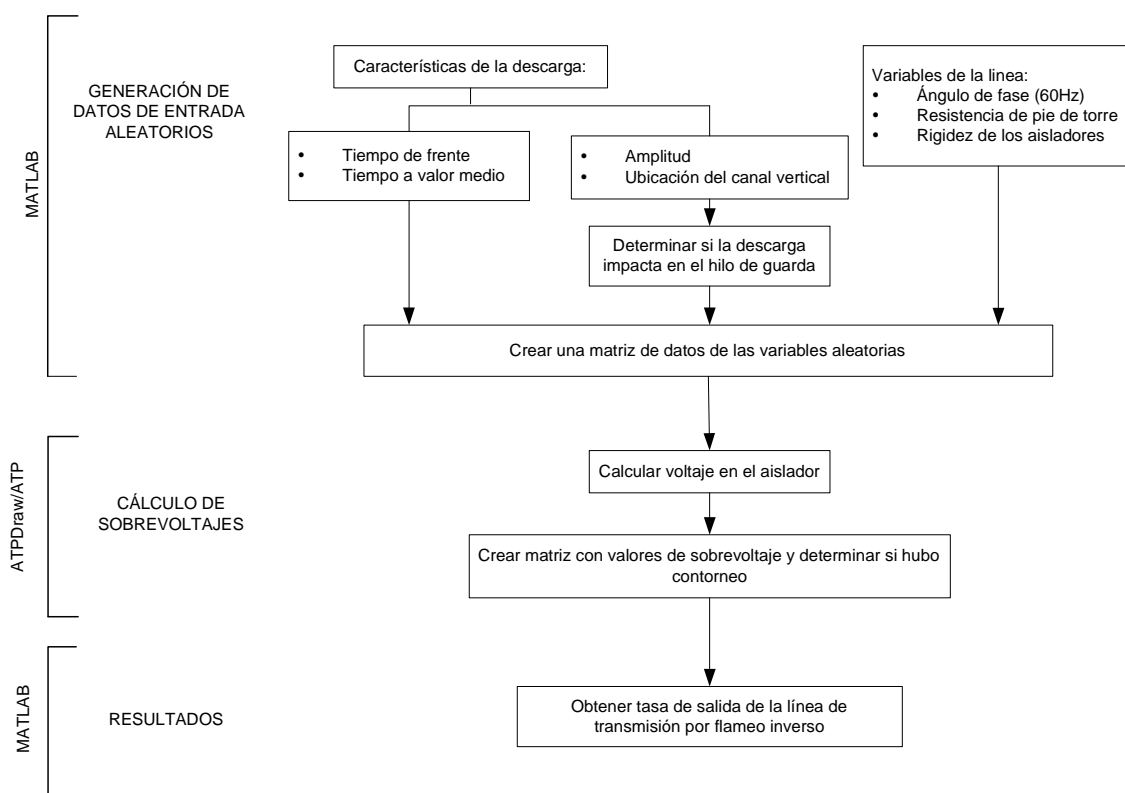 MATLAB
GENERACIÓN DE
DATOS DE ENTRADA
ALEATORIOS
Características de la descarga:
• Tiempo de frente
• Tiempo a valor medio
• Amplitud
• Ubicación del canal vertical
Variables de la linea:
• Ángulo de fase (60Hz)
• Resistencia de pie de torre
• Rigidez de los aisladores
Determinar si la descarga
impacta en el hilo de guarda
Crear una matriz de datos de las variables aleatorias
ATPDraw/ATP
CÁLCULO DE
SOBREVOLTAJES
Calcular voltaje en el aislador
Crear matriz con valores de sobrevoltaje y determinar si hubo
contorneo
MATLAB
RESULTADOS
Obtener tasa de salida de la línea de
transmisión por flameo inverso